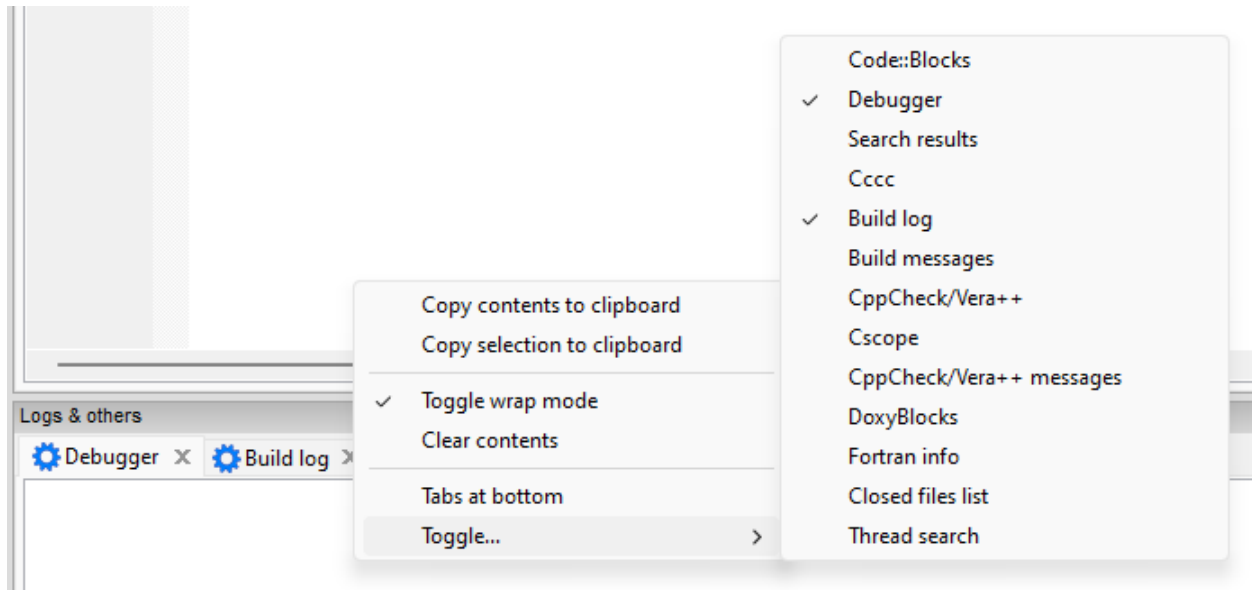 Code::Blocks
Debugger
Search results
Cccc
Build log
Build messages
CppCheck/Vera++
Cscope
CppCheck/Vera++ messages
DoxyBlocks
Fortran info
Closed files list
Thread search
Copy contents to clipboard
Copy selection to clipboard
Toggle wrap mode
Clear contents
Tabs at bottom
Toggle...
Logs & others
Debugger
Build log